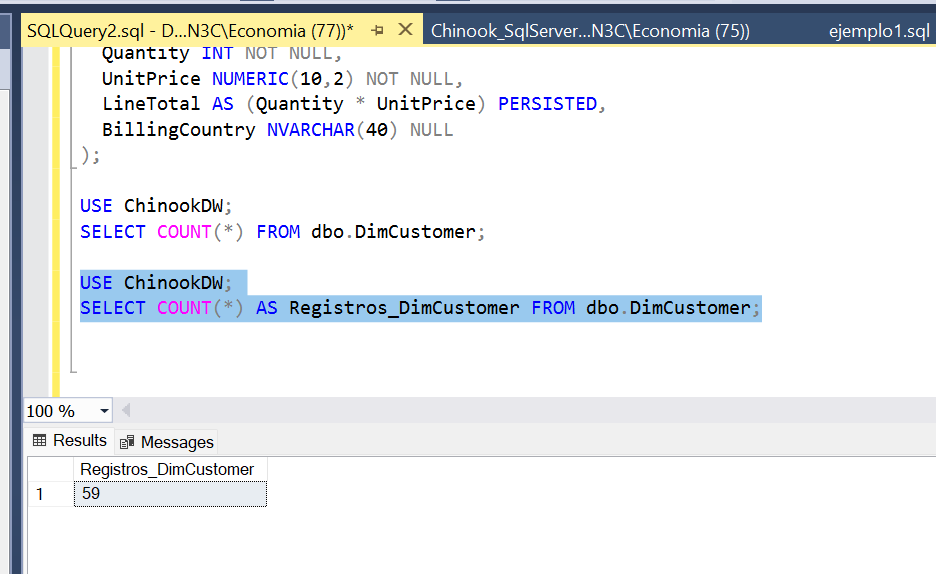 SQLQuery2.sql - D...N3C\Economia (77))* Chinook_SqlServer...N3C\Economia (75)) ejemplo1.sql
Quantity INT NOT NULL,
UnitPrice NUMERIC(10,2) NOT NULL,
LineTotal AS (Quantity * UnitPrice) PERSISTED,
BillingCountry NVARCHAR(40) NULL
);
USE ChinookDW;
SELECT COUNT(*) FROM dbo.DimCustomer;
USE ChinookDW;
SELECT COUNT(*) AS Registros_DimCustomer FROM dbo.DimCustomer;
100 %
Results Messages
Registros_DimCustomer
1 59